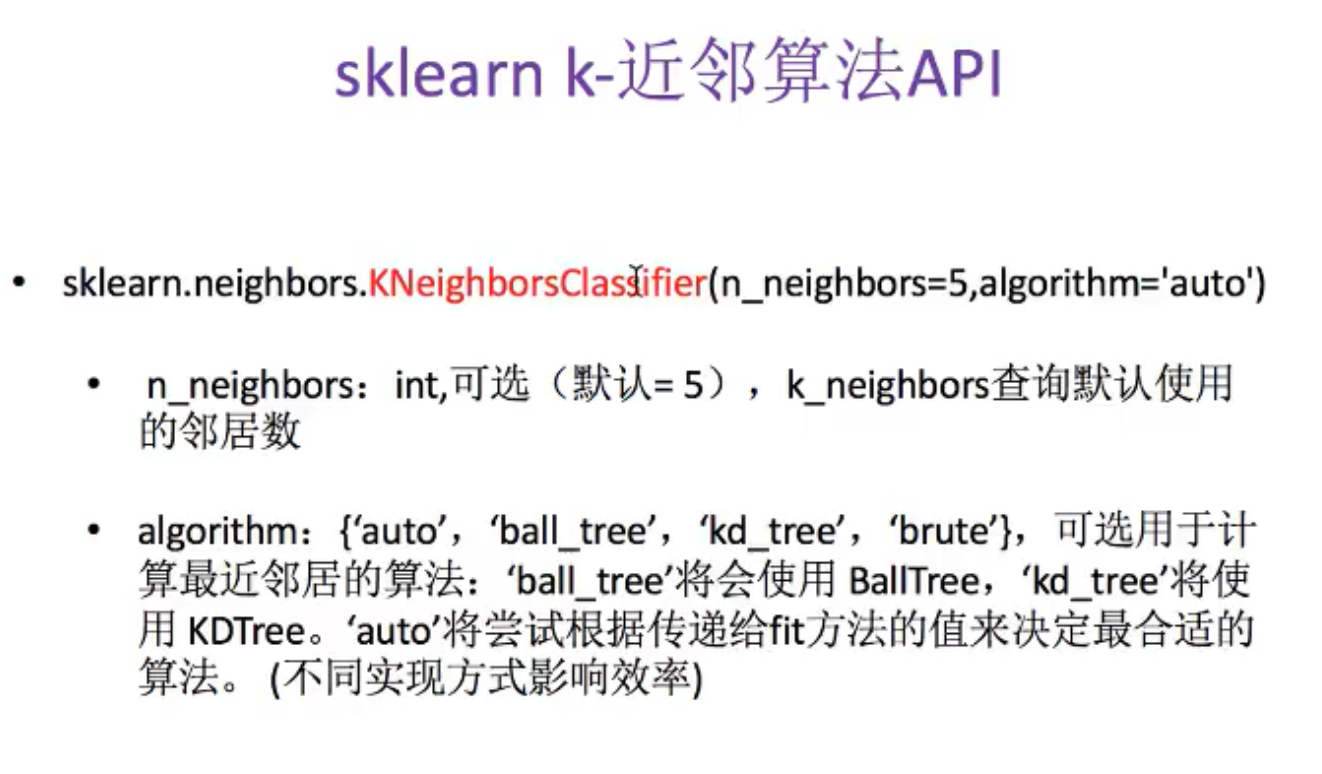 sklearn k-近邻算法API
• sklearn.neighbors.KNeighborsClassifier(n_neighbors=5,algorithm='auto')
• n_neighbors：int,可选（默认= 5），k_neighbors查询默认使用
的邻居数
• algorithm：{‘auto’，‘ball_tree’，‘kd_tree’，‘brute’}，可选用于计
算最近邻居的算法：‘ball_tree’将会使用 BallTree，‘kd_tree’将使
用 KDTree。‘auto’将尝试根据传递给fit方法的值来决定最合适的
算法。 (不同实现方式影响效率)